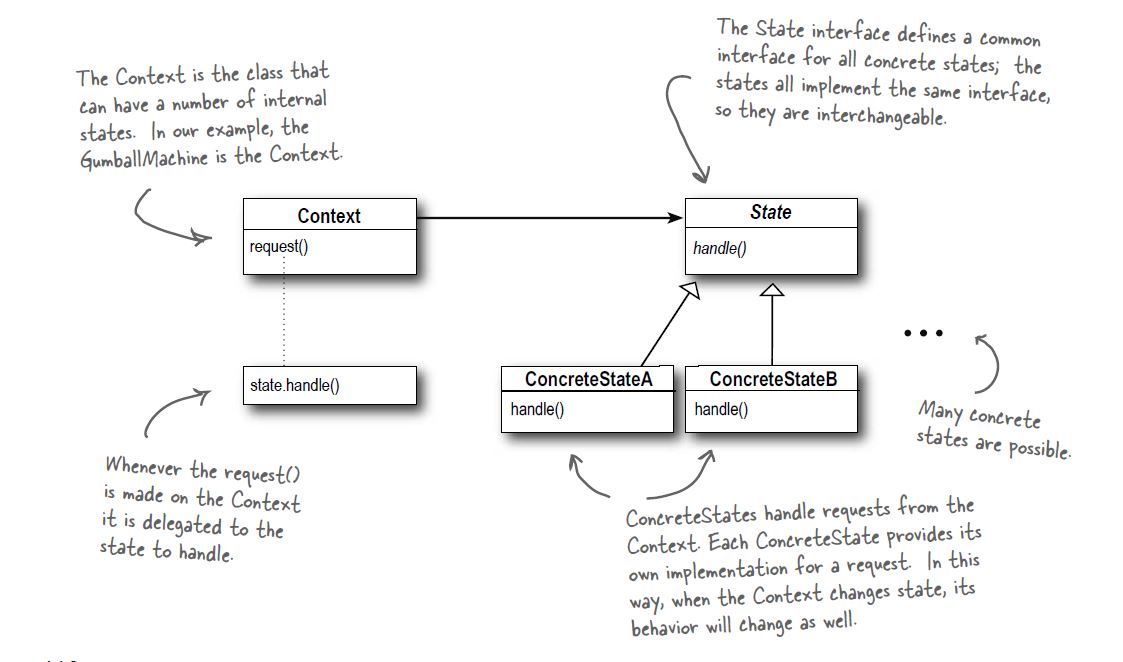 The State interface defines a common
interface for all concrete states; the
states all implement the same interface,
so they are interchangeable.
The Context is the class that
can have a number of internal
states. In our example, the
GumballMachine is the Context.
Context
request()
State
handle()
state.handle()
ConcreteStateA
handle()
ConcreteStateB
handle()
Many concrete
states are possible.
Whenever the request()
is made on the Context
it is delegated to the
state to handle.
ConcreteStates handle requests from the
Context. Each ConcreteState provides its
own implementation for a request. In this
way, when the Context changes state, its
behavior will change as well.